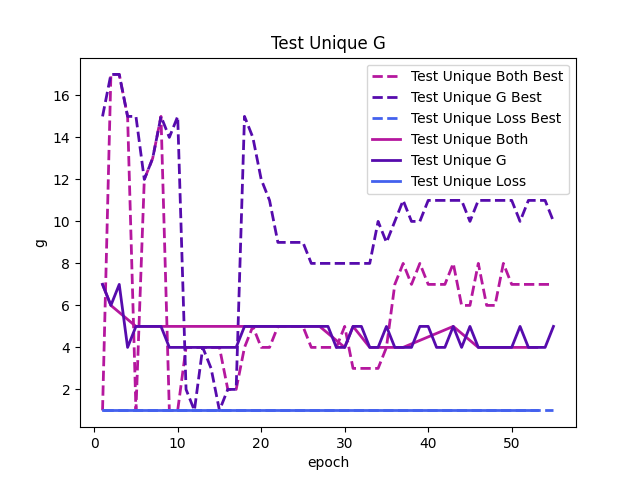 Test Unique G
Test Unique Both Best
Test Unique G Best
Test Unique Loss Best
Test Unique Both
Test Unique G
Test Unique Loss
16
14
12
10
8
6
4
2
g
0 10 20 30 40 50
epoch